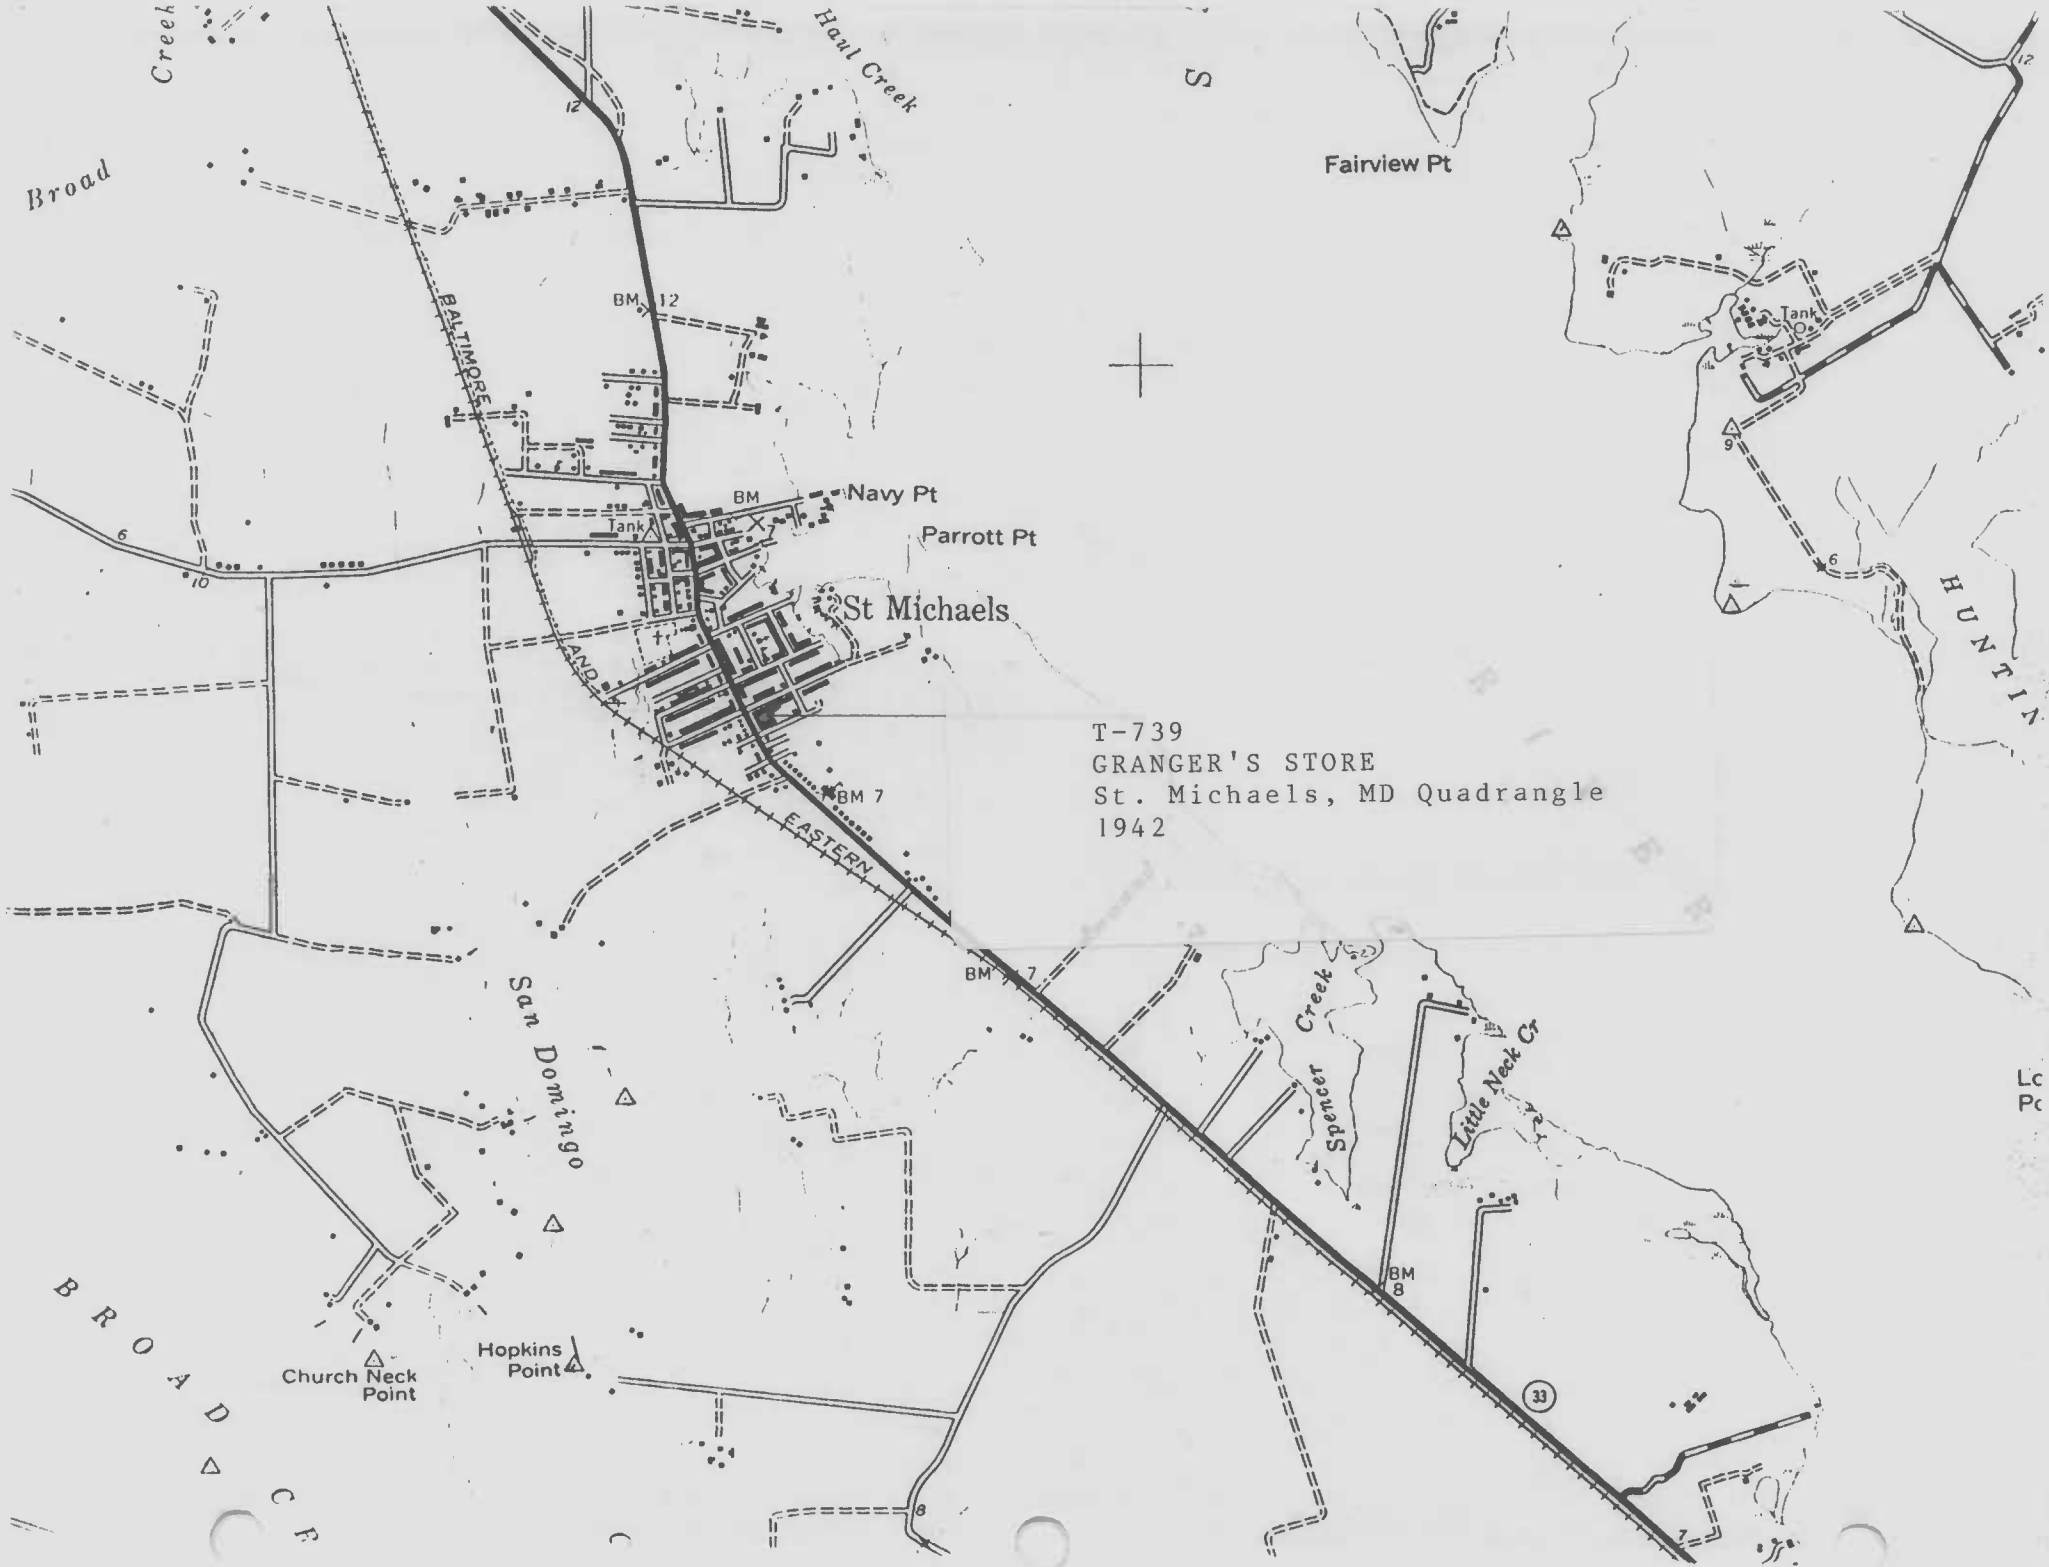 Creek
Haul Creek
S
12
12
Broad
Fairview Pt
BM 12
Tank
BALTIMORE
9
Navy Pt
BM
7
Tank
Parrott Pt
6
10
6
St Michaels
AND
T-739
GRANGER'S STORE
St. Michaels, MD Quadrangle
1942
BM 7
EASTERN
San Domingo
BM 7
Spencer Creek
Little Neck Cr
BM
8
BROAD
Church Neck
Point
Hopkins
Point
33
8
7
C